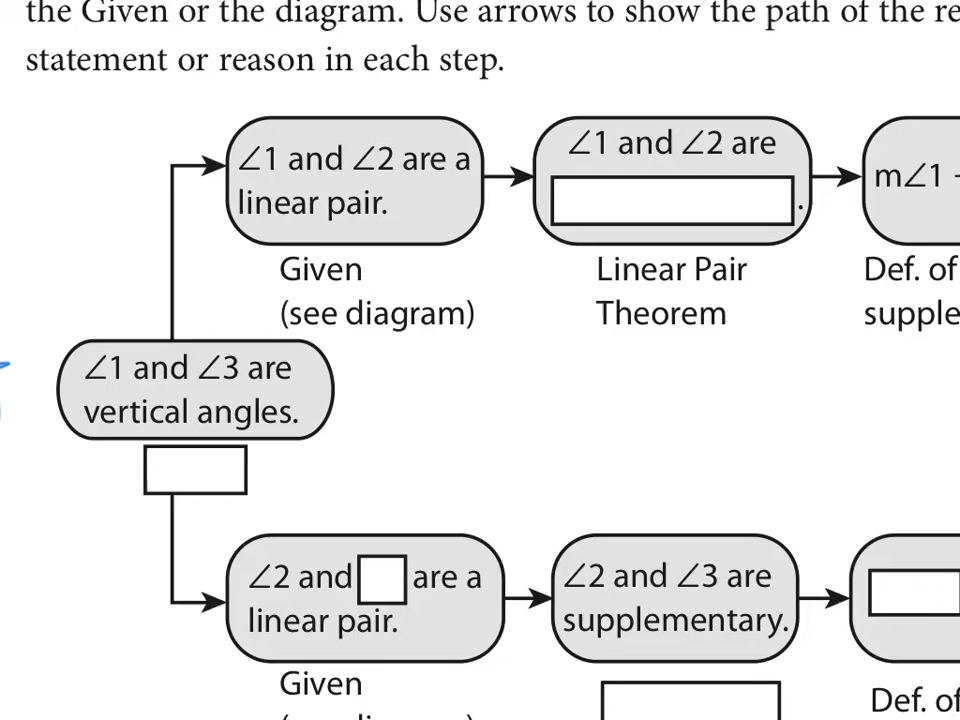 the Given or the diagram. Use arrows to show the path of the
statement or reason in each step.
∠1 and ∠2 are a
linear pair.
Given
(see diagram)
∠1 and ∠2 are
.
Linear Pair
Theorem
m∠1
Def. of
∠1 and ∠3 are
vertical angles.
∠2 and are a
linear pair.
Given
∠2 and ∠3 are
supplementary.
Def. of